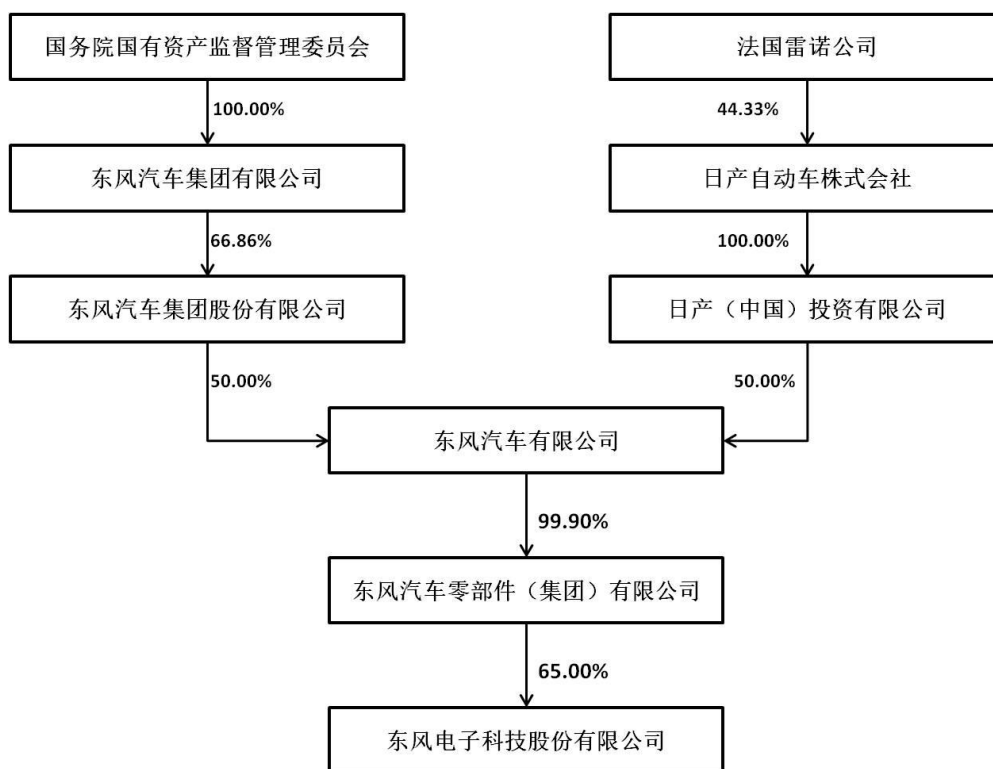 国务院国有资产监督管理委员会
法国雷诺公司
100.00%
44.33%
东风汽车集团有限公司
日产自动车株式会社
66.86%
100.00%
东风汽车集团股份有限公司
日产（中国）投资有限公司
50.00%
50.00%
东风汽车有限公司
99.90%
东风汽车零部件（集团）有限公司
65.00%
东风电子科技股份有限公司